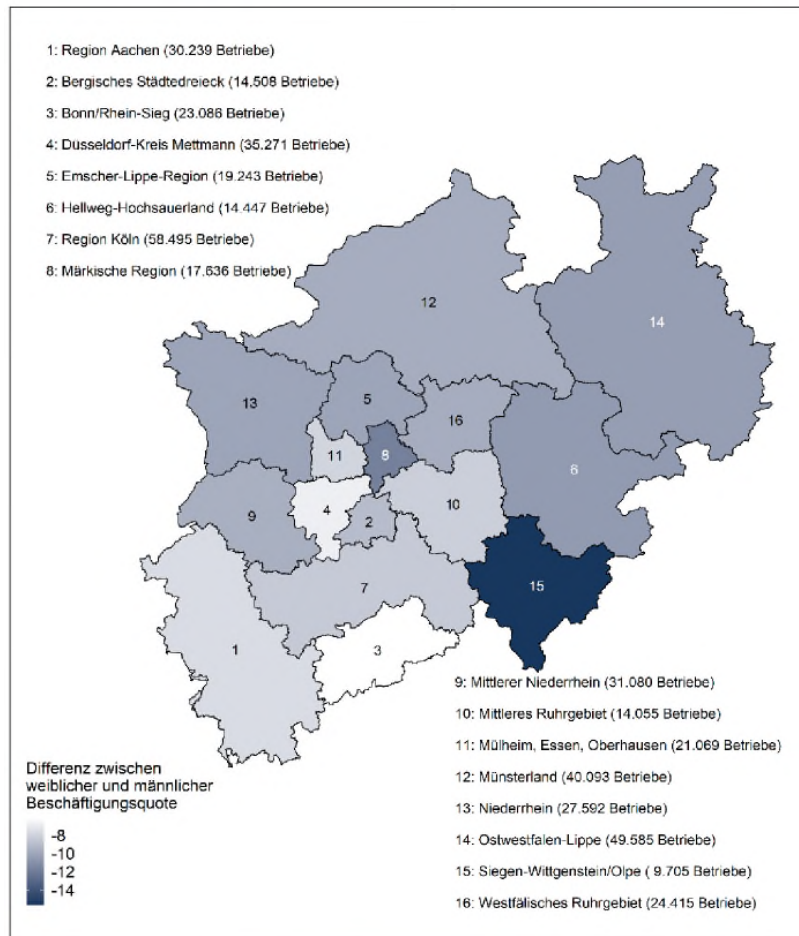 1: Region Aachen (30.239 Betriebe)
2: Bergisches Städtedreieck (14.508 Betriebe)
3: Bonn/Rhein-Sieg (23.086 Betriebe)
4: Düsseldorf-Kreis Mettmann (35.271 Betriebe)
5: Emscher-Lippe-Region (19.243 Betriebe)
6: Hellweg-Hochsauerland (14.447 Betriebe)
7: Region Köln (58.495 Betriebe)
8: Märkische Region (17.636 Betriebe)
12
14
13
5
16
11
8
6
9
4
2
10
7
15
1
3
9: Mittlerer Niederrhein (31.080 Betriebe)
10: Mittleres Ruhrgebiet (14.055 Betriebe)
11: Mülheim, Essen, Oberhausen (21.069 Betriebe)
12: Münsterland (40.093 Betriebe)
13: Niederrhein (27.592 Betriebe)
14: Ostwestfalen-Lippe (49.585 Betriebe)
15: Siegen-Wittgenstein/Olpe ( 9.705 Betriebe)
16: Westfälisches Ruhrgebiet (24.415 Betriebe)
Differenz zwischen
weiblicher und männlicher
Beschäftigungsquote
-8
-10
-12
-14